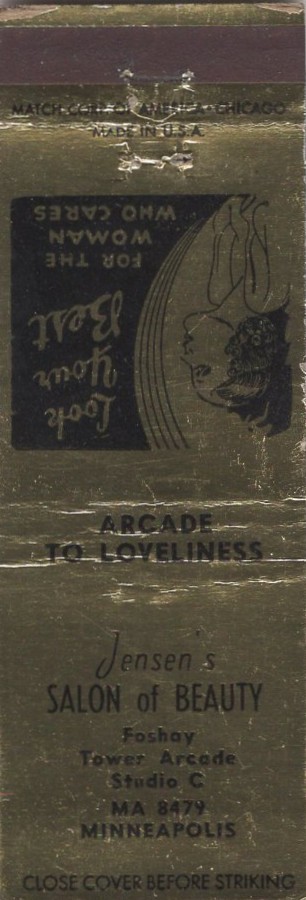 MATCH CORP. OF AMERICA - CHICAGO
MADE IN U.S.A.
Look
Your
Best
FOR THE
WOMAN
WHO CARES
ARCADE
TO LOVELINESS
Jensen's
SALON of BEAUTY
Foshay
Tower Arcade
Studio C
MA 8479
MINNEAPOLIS
CLOSE COVER BEFORE STRIKING